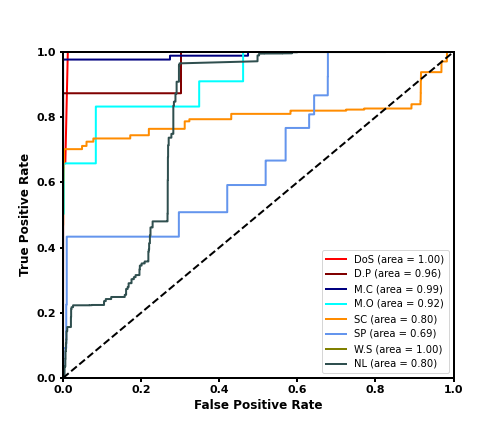 1.0
0.8
0.6
0.4
0.2
0.0
True Positive Rate
DoS (area = 1.00)
D.P (area = 0.96)
M.C (area = 0.99)
M.O (area = 0.92)
SC (area = 0.80)
SP (area = 0.69)
W.S (area = 1.00)
NL (area = 0.80)
0.0 0.2 0.4 0.6 0.8 1.0
False Positive Rate